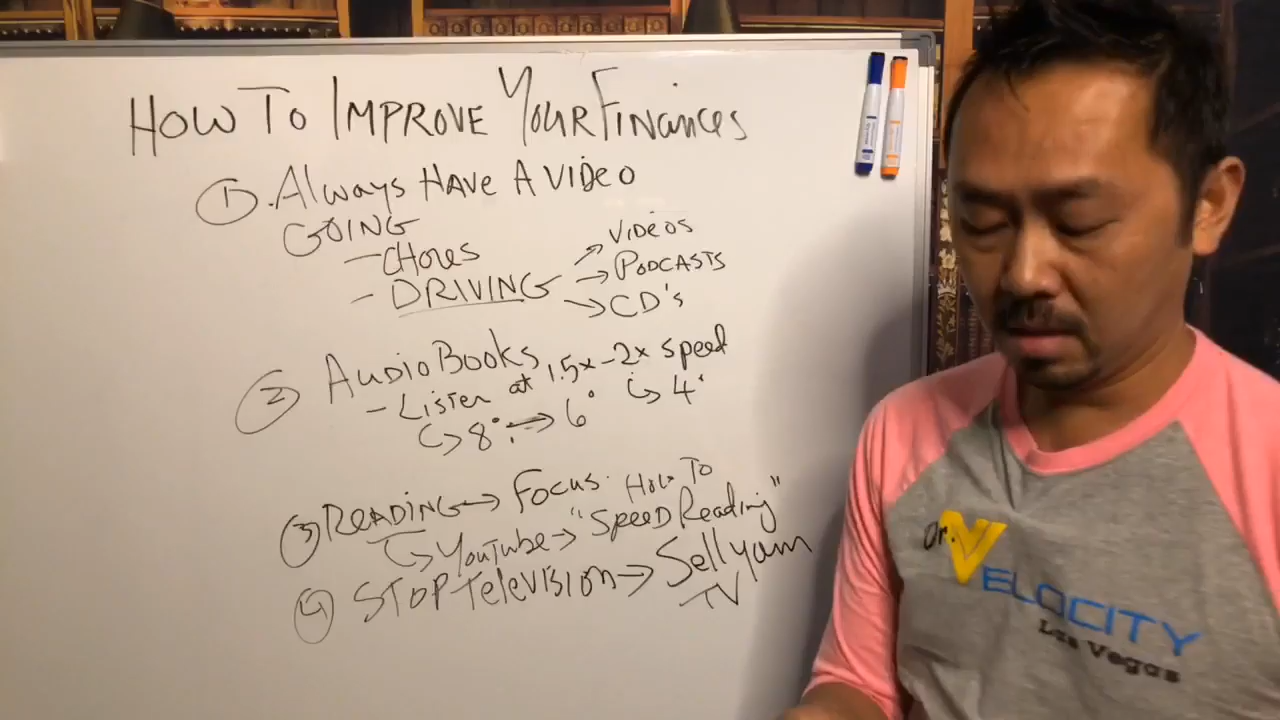 HOW TO IMPROVE YOUR FINANCES
① . Always HAVE A VIDEO
GOING
- CHORES
- DRIVING → VIDEOS
→ PODCASTS
→ CD's
② AUDIOBOOKS
- LISTEN at 1.5x - 2x speed
↳ 8° → 6° ↳ 4°
③ READING → FOCUS. HOW TO
↳ YOUTUBE → "SPEED READING"
④ STOP TELEVISION → Sell your
TV
Dr. VELOCITY
Las Vegas